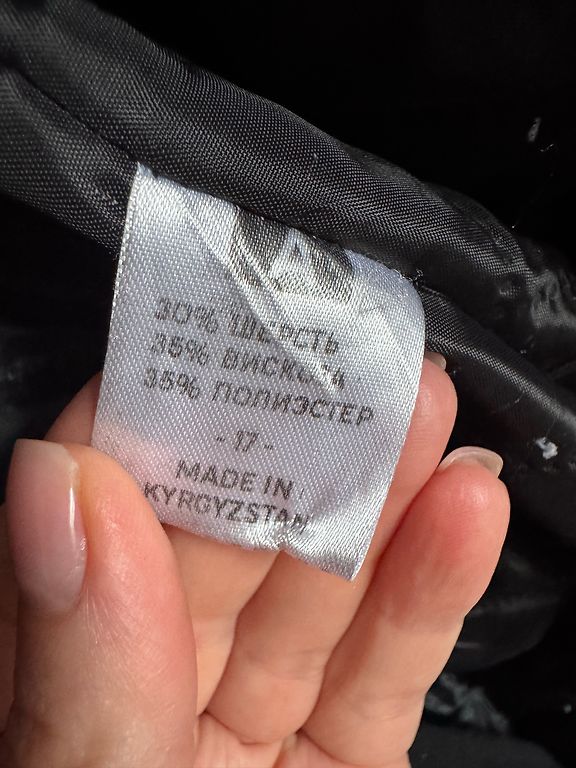 30% ШЕРСТЬ
35% ВИСКОЗА
35% ПОЛИЭСТЕР
- 17 -
MADE IN
KYRGYZSTAN